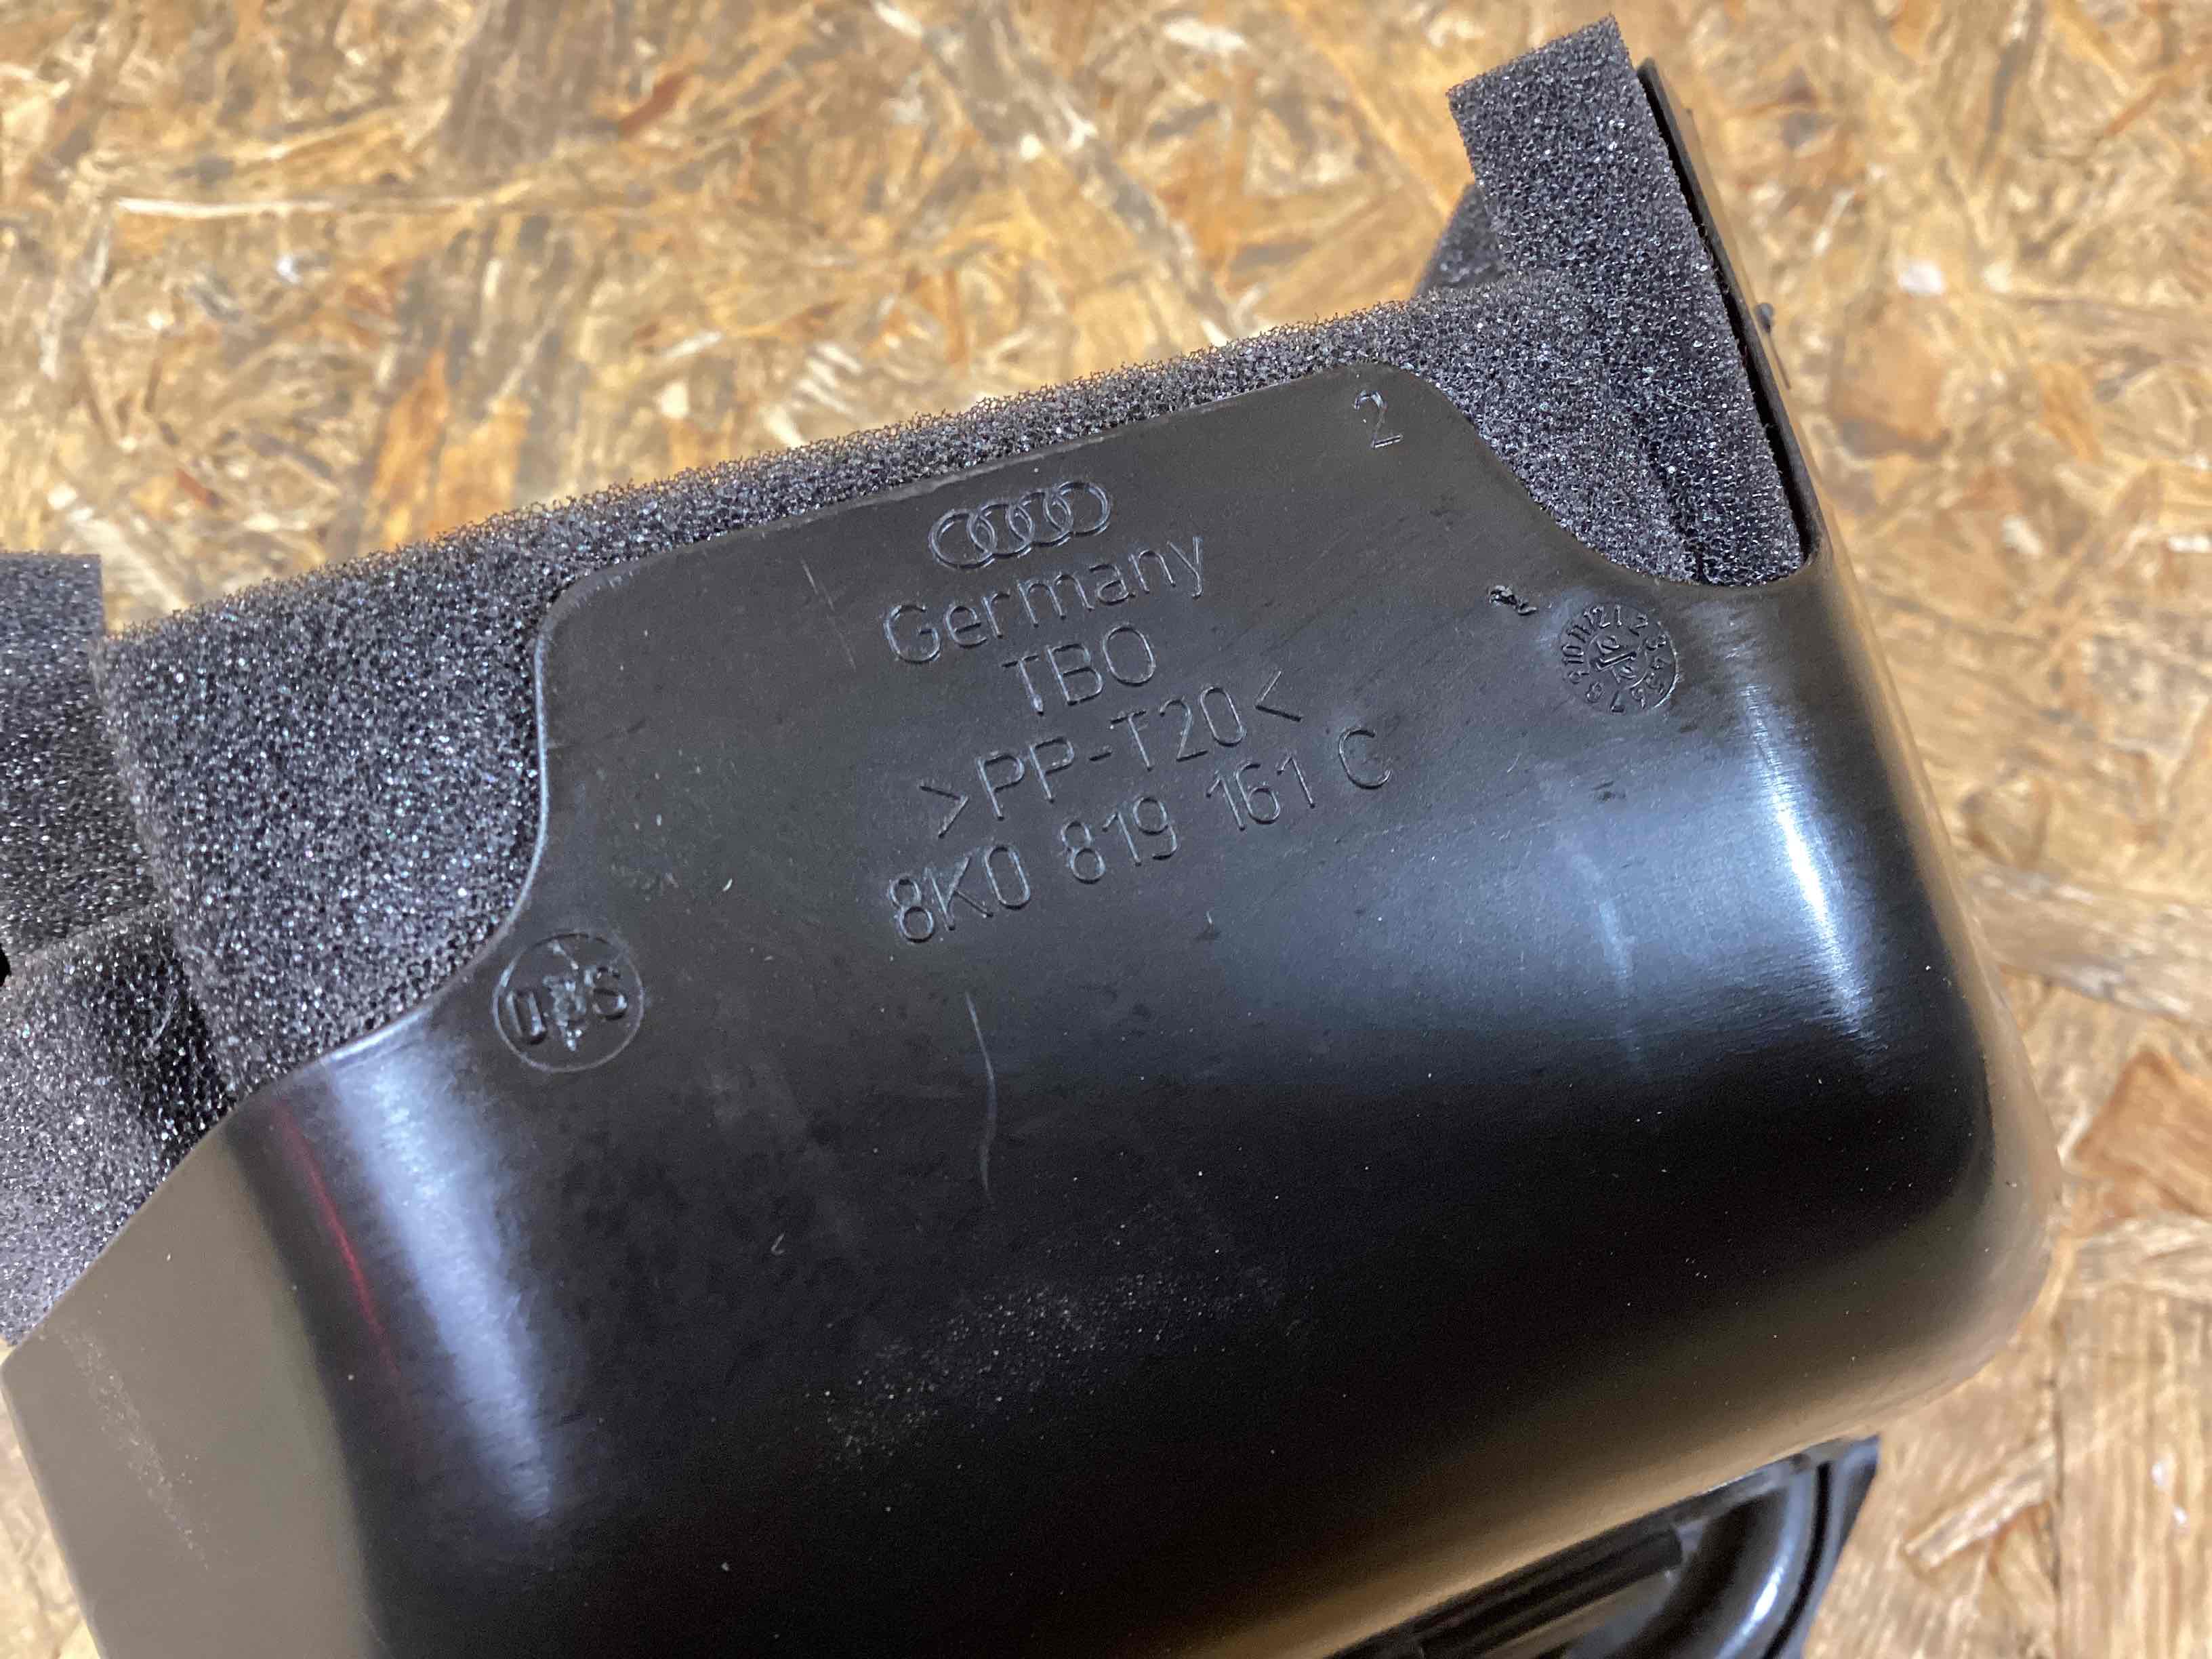 2
Germany
TBO
>PP-T20<
8K0 819 161 C